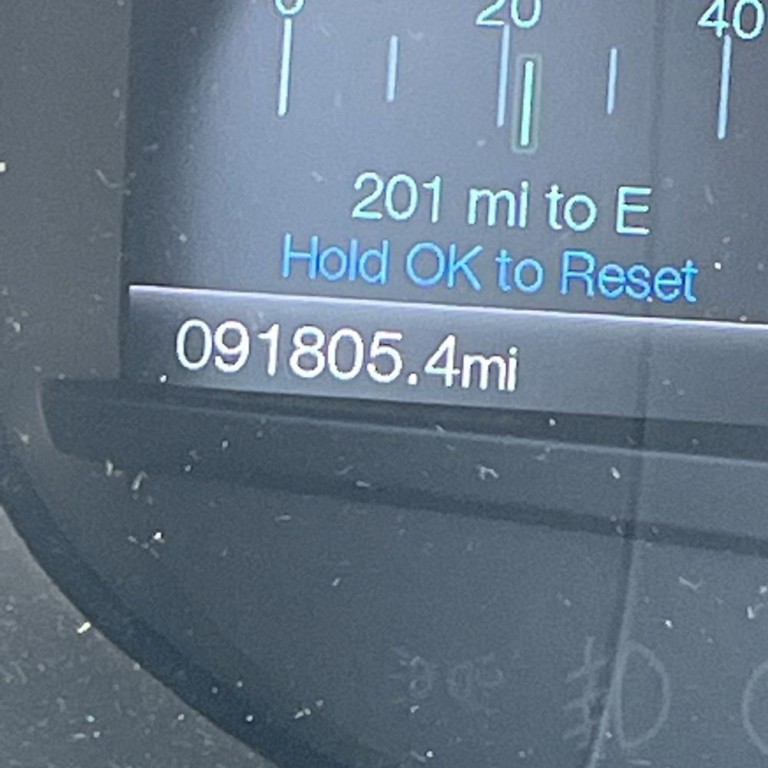 0 20 40
201 mi to E
Hold OK to Reset
091805.4mi